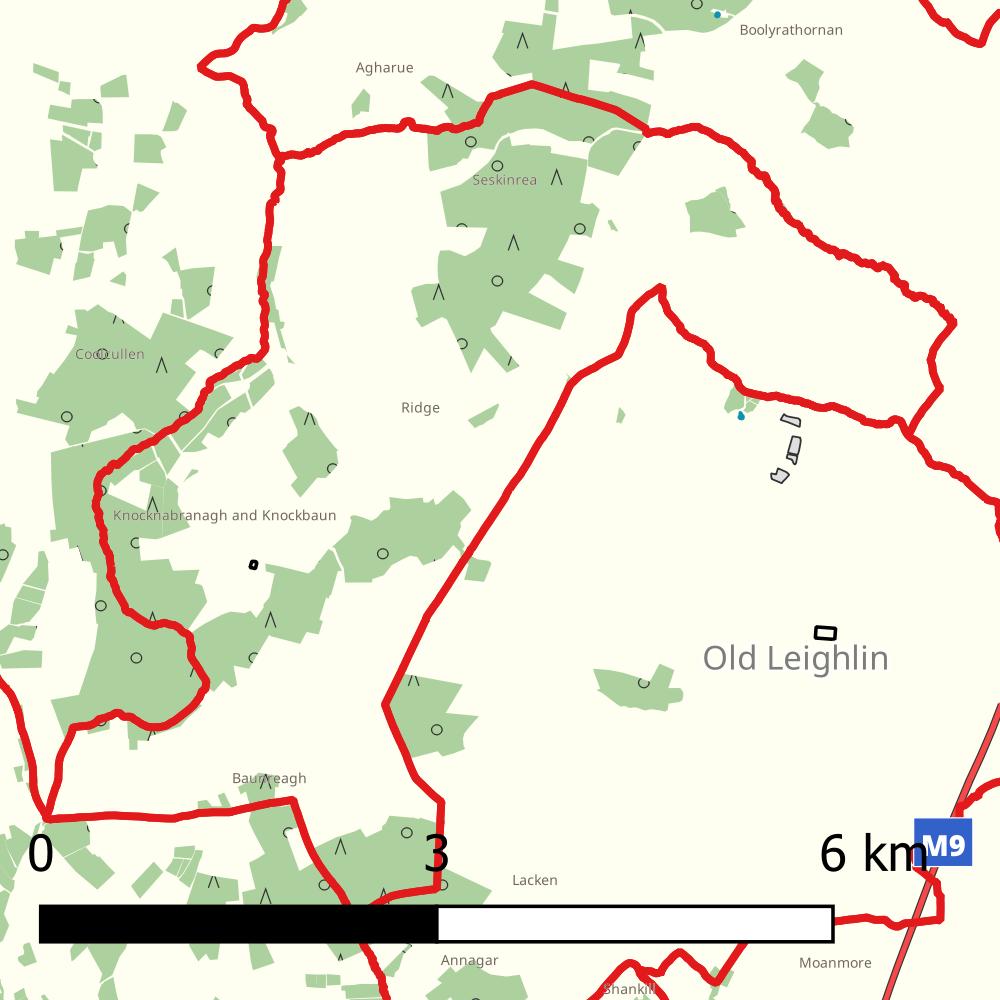 Boolyrathornan
Agharue
Seskinrea
Coolcullen
Ridge
Knocknabranagh and Knockbaun
Old Leighlin
Baunreagh
0 3 6 km
M9
Lacken
Annagar
Moanmore
Shankill